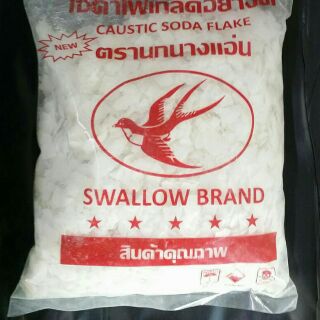 โซดาไฟเกล็ดอย่างดี
NEW
CAUSTIC SODA FLAKE
ตรานกนางแอ่น
SWALLOW BRAND
สินค้าคุณภาพ